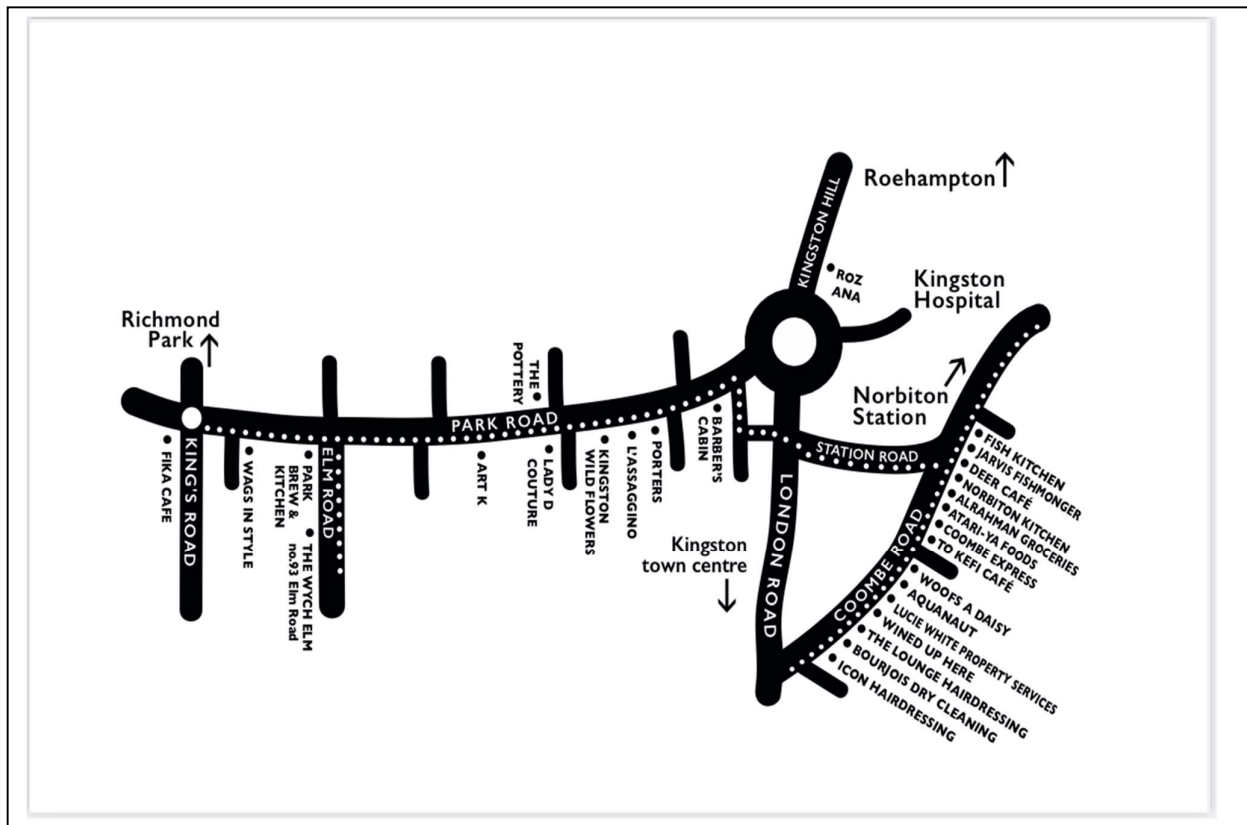 Roehampton
KINGSTON HILL
ROZ
ANA
Kingston
Hospital
Richmond
Park
THE
POTTERY
PARK ROAD
Norbiton
Station
STATION ROAD
KING'S ROAD
FIKA CAFE
WAGS IN STYLE
PARK
BREW &
KITCHEN
THE WYCH ELM
no.93 Elm Road
ELM ROAD
ART K
LADY D
COUTURE
KINGSTON
WILD FLOWERS
L'ASSAGGINO
PORTERS
BARBER'S
CABIN
Kingston
town centre
LONDON ROAD
COOMBE ROAD
FISH KITCHEN
JARVIS FISHMONGER
DEER CAFÉ
NORBITON KITCHEN
ALRAHMAN GROCERIES
ATARI-YA FOODS
COOMBE EXPRESS
TO KEFI CAFÉ
WOOFS A DAISY
AQUANAUT
LUCIE WHITE PROPERTY SERVICES
WINED UP HERE
THE LOUNGE HAIRDRESSING
BOURJOIS DRY CLEANING
ICON HAIRDRESSING